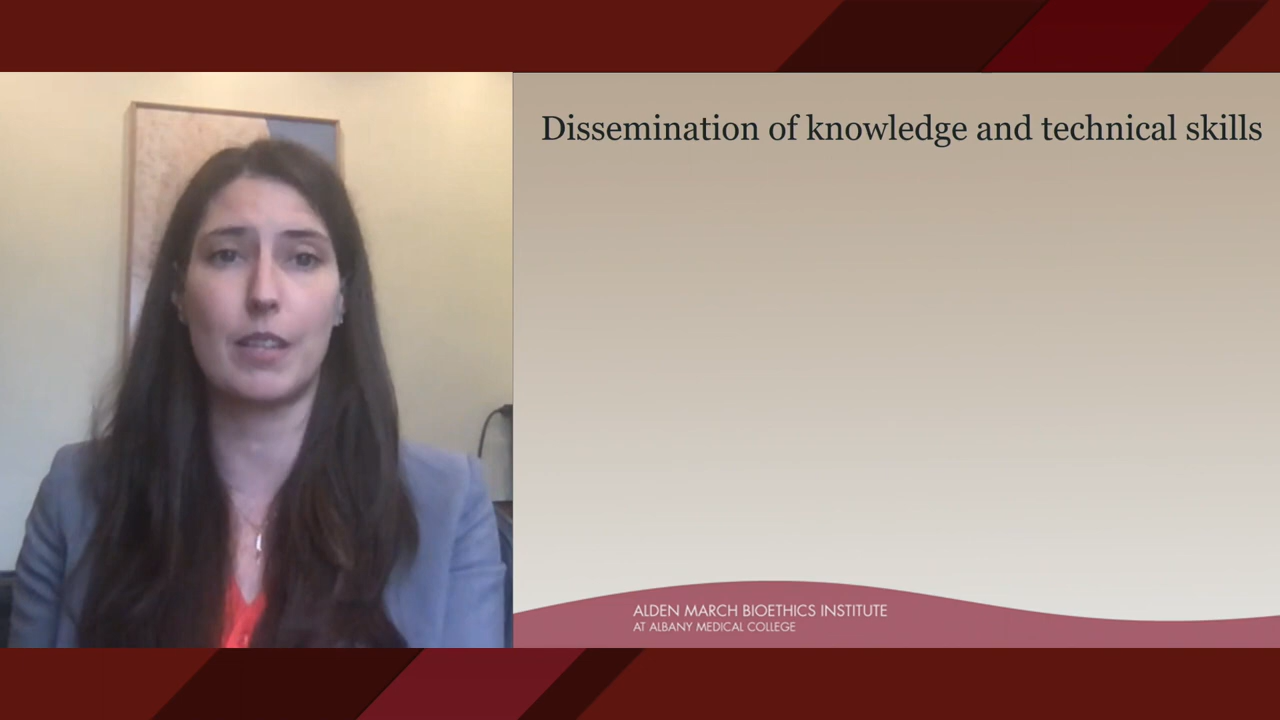 Dissemination of knowledge and technical skills
ALDEN MARCH BIOETHICS INSTITUTE
AT ALBANY MEDICAL COLLEGE